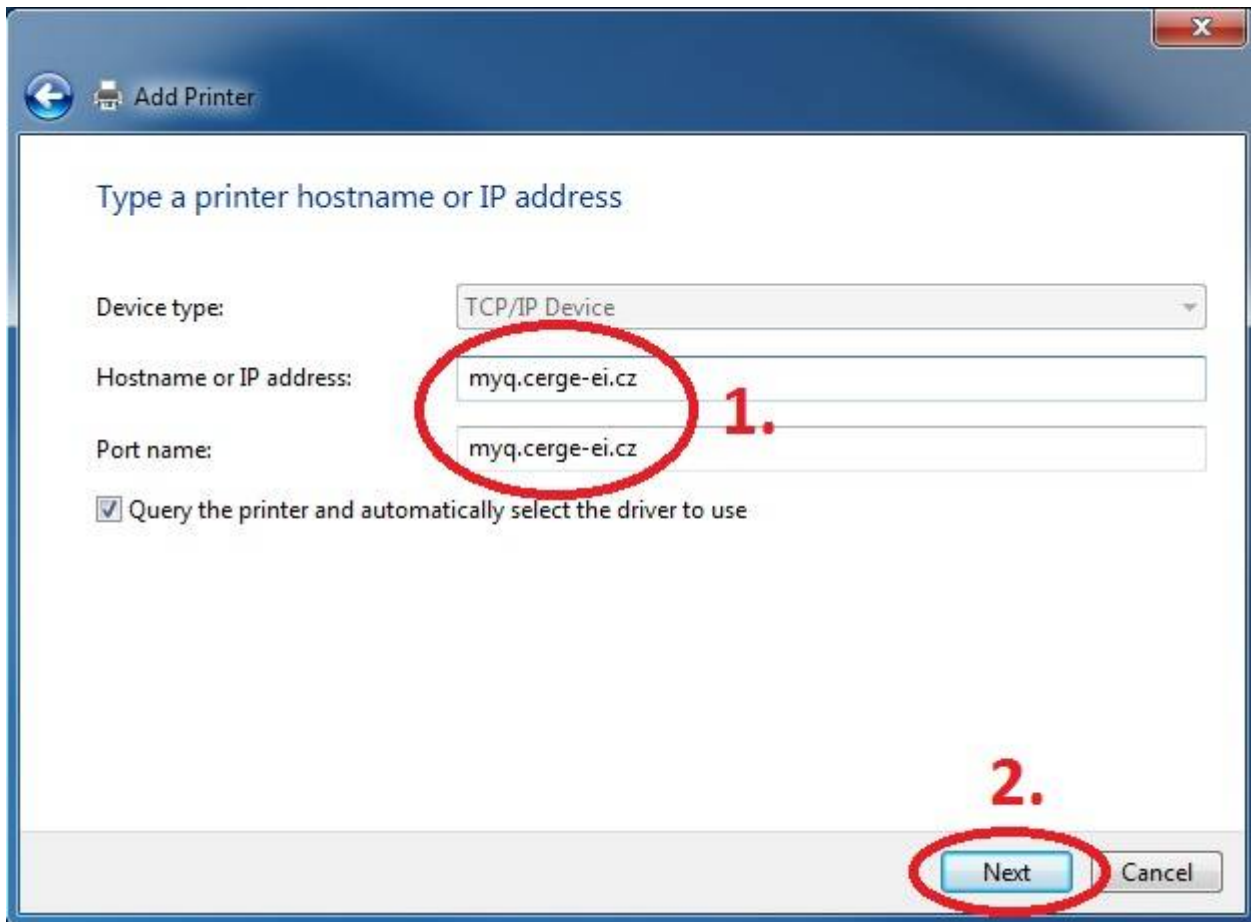 Add Printer
Type a printer hostname or IP address
Device type: TCP/IP Device
Hostname or IP address: myq.cerge-ei.cz
1.
Port name: myq.cerge-ei.cz
Query the printer and automatically select the driver to use
2.
Next Cancel